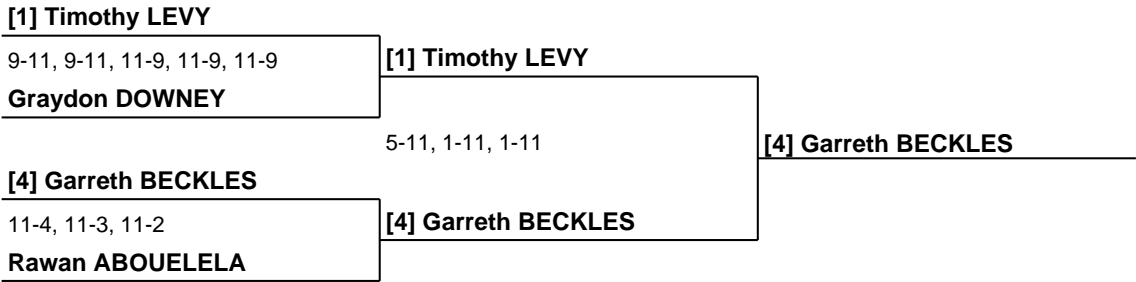 [1] Timothy LEVY
9-11, 9-11, 11-9, 11-9, 11-9
[1] Timothy LEVY
Graydon DOWNEY
5-11, 1-11, 1-11
[4] Garreth BECKLES
[4] Garreth BECKLES
11-4, 11-3, 11-2
[4] Garreth BECKLES
Rawan ABOUELELA